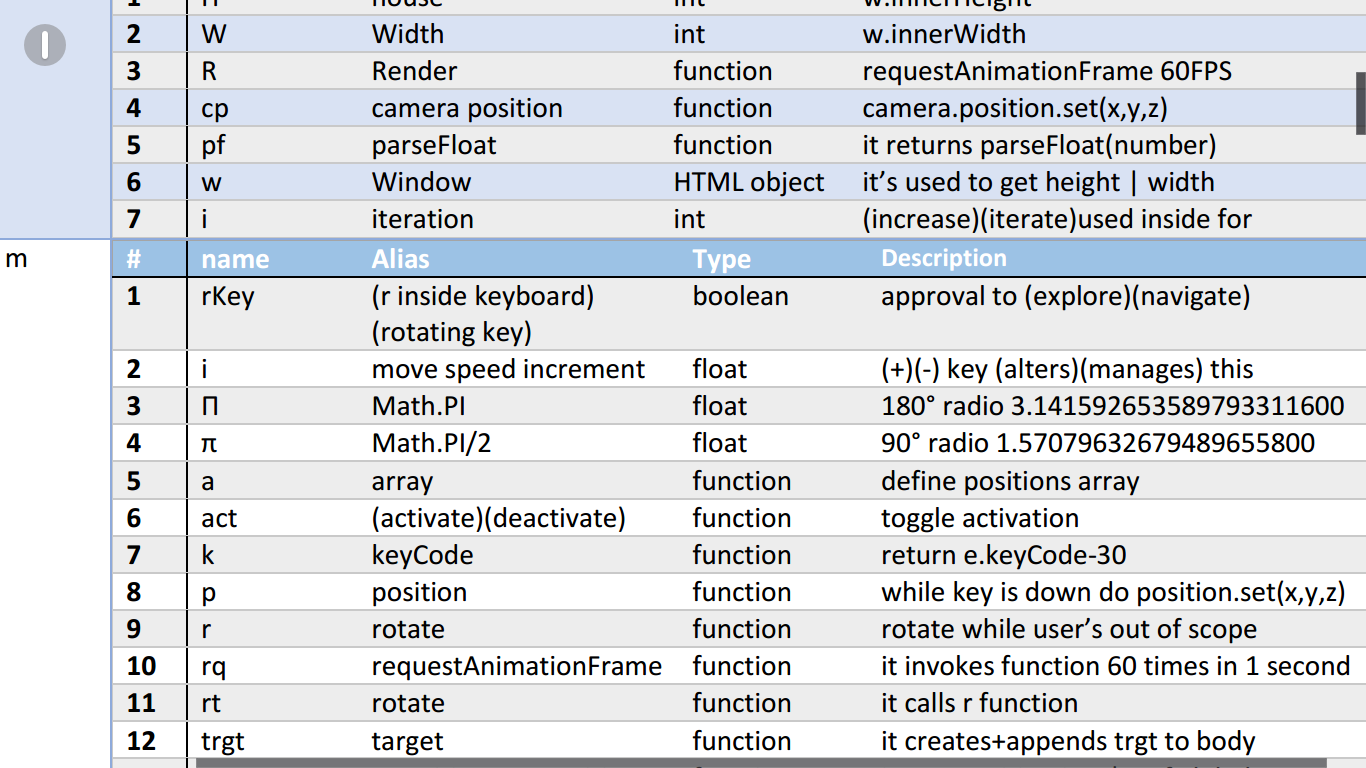 1 H house int w.innerHeight
2 W Width int w.innerWidth
3 R Render function requestAnimationFrame 60FPS
4 cp camera position function camera.position.set(x,y,z)
5 pf parseFloat function it returns parseFloat(number)
6 w Window HTML object it’s used to get height | width
7 i iteration int (increase)(iterate)used inside for
m # name Alias Type Description
1 rKey (r inside keyboard) boolean approval to (explore)(navigate)
(rotating key)
2 i move speed increment float (+)(-) key (alters)(manages) this
3 Π Math.PI float 180° radio 3.141592653589793311600
4 π Math.PI/2 float 90° radio 1.57079632679489655800
5 a array function define positions array
6 act (activate)(deactivate) function toggle activation
7 k keyCode function return e.keyCode-30
8 p position function while key is down do position.set(x,y,z)
9 r rotate function rotate while user’s out of scope
10 rq requestAnimationFrame function it invokes function 60 times in 1 second
11 rt rotate function it calls r function
12 trgt target function it creates+appends trgt to body